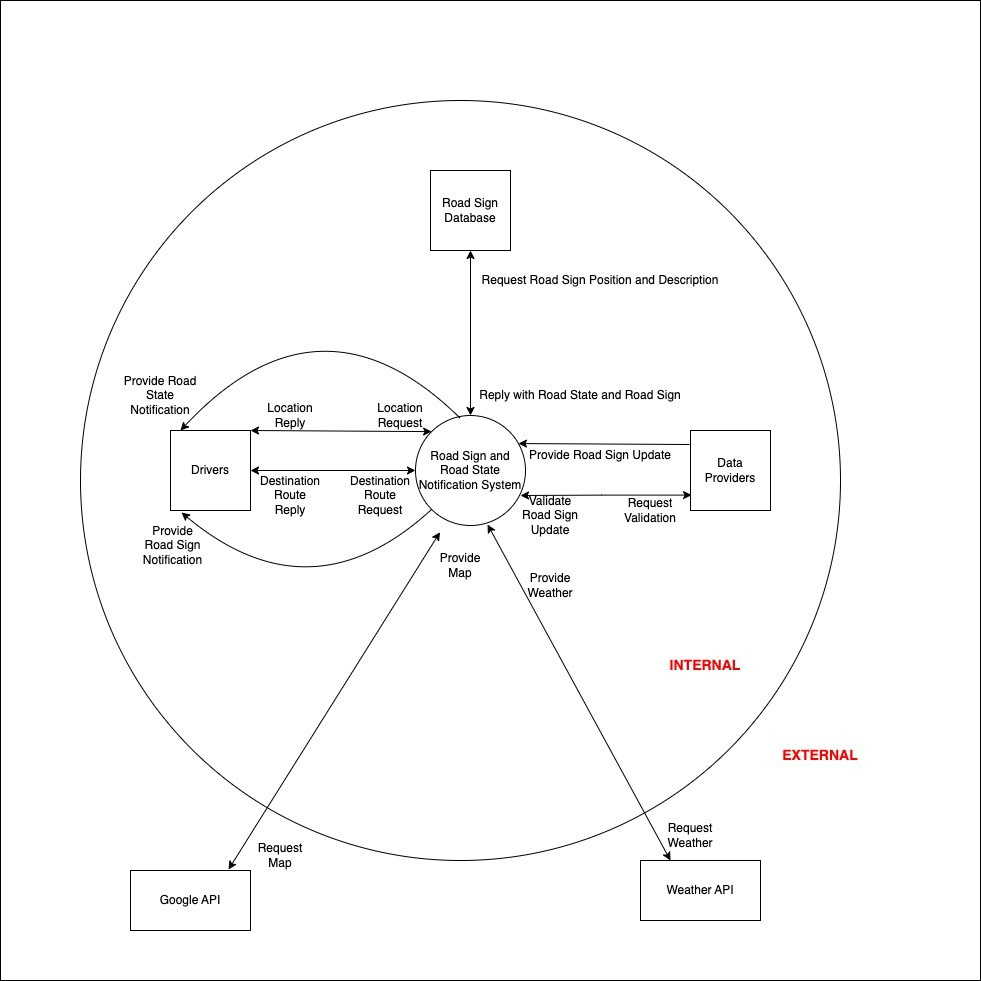 Road Sign
Database
Request Road Sign Position and Description
Provide Road
State
Notification
Reply with Road State and Road Sign
Location
Reply
Location
Request
Drivers
Road Sign and
Road State
Notification System
Provide Road Sign Update
Data
Providers
Destination
Route
Reply
Destination
Route
Request
Validate
Road Sign
Update
Request
Validation
Provide
Road Sign
Notification
Provide
Map
Provide
Weather
INTERNAL
EXTERNAL
Request
Map
Request
Weather
Google API
Weather API